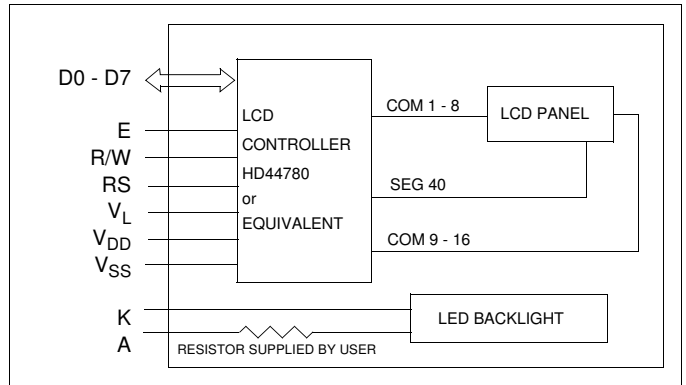 D0 - D7
E
R/W
RS
VL
VDD
VSS
K
A
LCD
CONTROLLER
HD44780
or
EQUIVALENT
COM 1 - 8
LCD PANEL
SEG 40
COM 9 - 16
LED BACKLIGHT
RESISTOR SUPPLIED BY USER